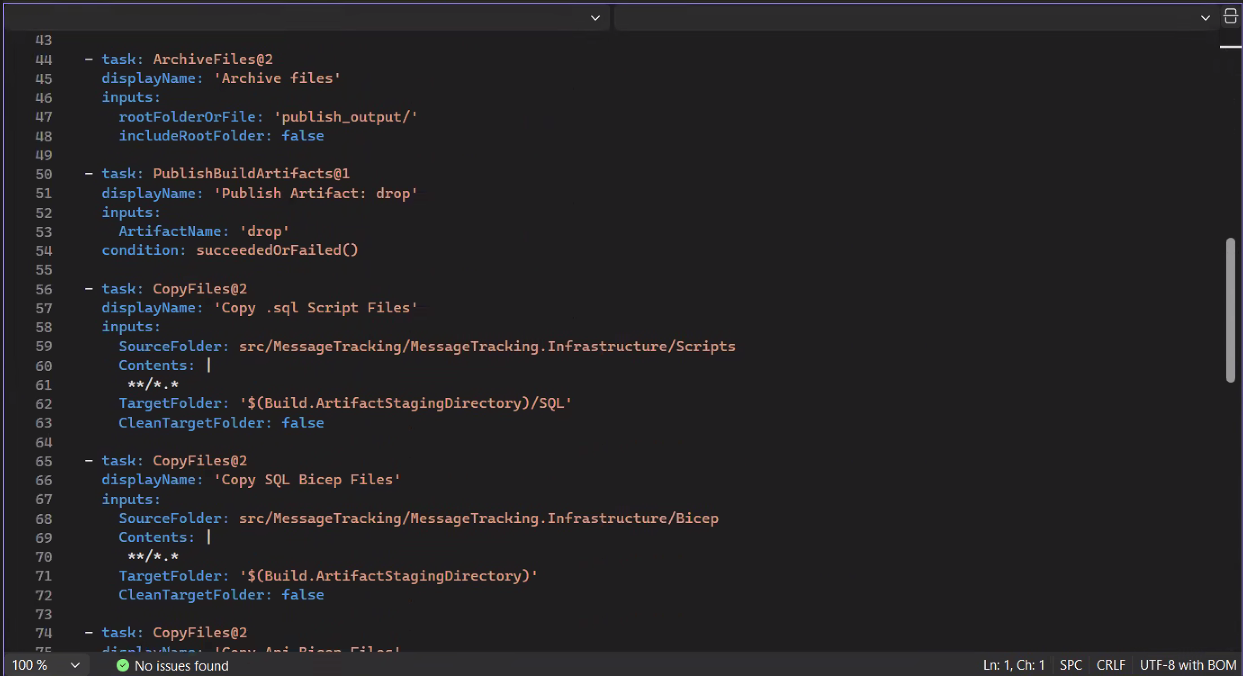 43
44 - task: ArchiveFiles@2
45 displayName: 'Archive files'
46 inputs:
47 rootFolderOrFile: 'publish_output/'
48 includeRootFolder: false
49
50 - task: PublishBuildArtifacts@1
51 displayName: 'Publish Artifact: drop'
52 inputs:
53 ArtifactName: 'drop'
54 condition: succeededOrFailed()
55
56 - task: CopyFiles@2
57 displayName: 'Copy .sql Script Files'
58 inputs:
59 SourceFolder: src/MessageTracking/MessageTracking.Infrastructure/Scripts
60 Contents: |
61 **/*.*
62 TargetFolder: '$(Build.ArtifactStagingDirectory)/SQL'
63 CleanTargetFolder: false
64
65 - task: CopyFiles@2
66 displayName: 'Copy SQL Bicep Files'
67 inputs:
68 SourceFolder: src/MessageTracking/MessageTracking.Infrastructure/Bicep
69 Contents: |
70 **/*.*
71 TargetFolder: '$(Build.ArtifactStagingDirectory)'
72 CleanTargetFolder: false
73
74 - task: CopyFiles@2
75 displayName: 'Copy Api Bicep Files'
100 % No issues found Ln: 1, Ch: 1 SPC CRLF UTF-8 with BOM